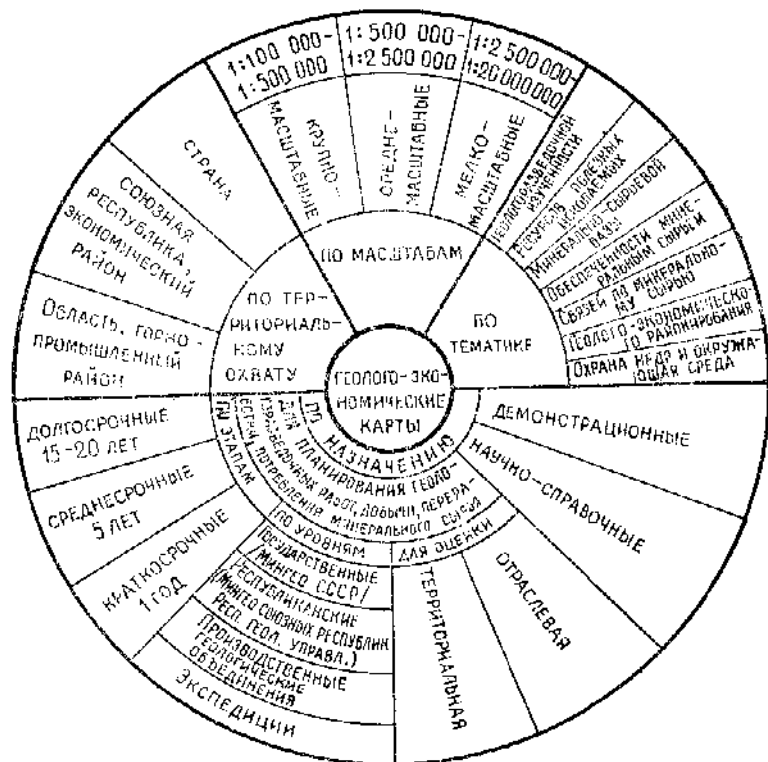 ГЕОЛОГО-ЭКО-
НОМИЧЕСКИЕ
КАРТЫ
ПО МАСШТАБАМ
КРУПНО-
МАСШТАБНЫЕ
1:100 000-
1:500 000
СРЕДНЕ-
МАСШТАБНЫЕ
1:500 000-
1:2 500 000
МЕЛКО-
МАСШТАБНЫЕ
1:2 500 000-
1:20 000 000
ПО
ТЕМАТИКЕ
ГЕОЛОГОРАЗВЕДОЧНОЙ
ИЗУЧЕННОСТИ
РЕСУРСЫ ПОЛЕЗНЫХ
ИСКОПАЕМЫХ
МИНЕРАЛЬНО-СЫРЬЕВОЙ
БАЗЫ
ОБЕСПЕЧЕННОСТИ МИНЕ-
РАЛЬНЫМ СЫРЬЕМ
СВЯЗЕЙ ПО МИНЕРАЛЬНО-
МУ СЫРЬЮ
ГЕОЛОГО-ЭКОНОМИЧЕСКО-
ГО РАЙОНИРОВАНИЯ
ОХРАНА НЕДР И ОКРУЖА-
ЮЩАЯ СРЕДА
ПО
НАЗНАЧЕНИЮ
ДЕМОНСТРАЦИОННЫЕ
НАУЧНО-СПРАВОЧНЫЕ
ДЛЯ ОЦЕНКИ
ОТРАСЛЕВАЯ
ТЕРРИТОРИАЛЬНАЯ
ДЛЯ ПЛАНИРОВАНИЯ ГЕОЛО-
ГОРАЗВЕДОЧНЫХ РАБОТ, ДОБЫЧИ, ПЕРЕРА-
БОТКИ, ПОТРЕБЛЕНИЯ МИНЕРАЛЬНОГО СЫРЬЯ
ПО УРОВНЯМ
ГОСУДАРСТВЕННЫЕ
/МИНГЕО СССР/
РЕСПУБЛИКАНСКИЕ
(МИНГЕО СОЮЗНЫХ РЕСПУБЛИК
РЕСП. ГЕОЛ. УПРАВЛ.)
ПРОИЗВОДСТВЕННЫЕ
ГЕОЛОГИЧЕСКИЕ
ОБЪЕДИНЕНИЯ
ЭКСПЕДИЦИИ
ПО ЭТАПАМ
КРАТКОСРОЧНЫЕ
1 ГОД
СРЕДНЕСРОЧНЫЕ
5 ЛЕТ
ДОЛГОСРОЧНЫЕ
15-20 ЛЕТ
ПО ТЕР-
РИТОРИАЛЬ-
НОМУ
ОХВАТУ
ОБЛАСТЬ, ГОРНО-
ПРОМЫШЛЕННЫЙ
РАЙОН
СОЮЗНАЯ
РЕСПУБЛИКА,
ЭКОНОМИЧЕСКИЙ
РАЙОН
СТРАНА